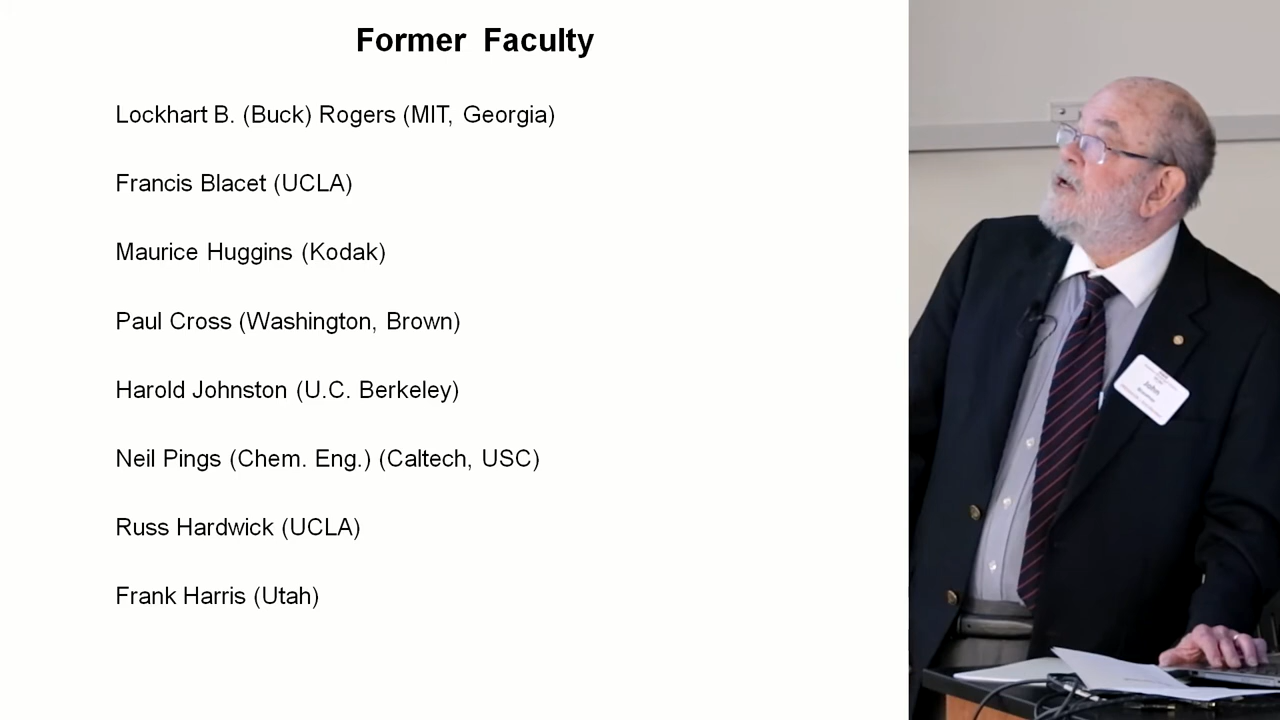 Former Faculty
Lockhart B. (Buck) Rogers (MIT, Georgia)
Francis Blacet (UCLA)
Maurice Huggins (Kodak)
Paul Cross (Washington, Brown)
Harold Johnston (U.C. Berkeley)
Neil Pings (Chem. Eng.) (Caltech, USC)
Russ Hardwick (UCLA)
Frank Harris (Utah)
John